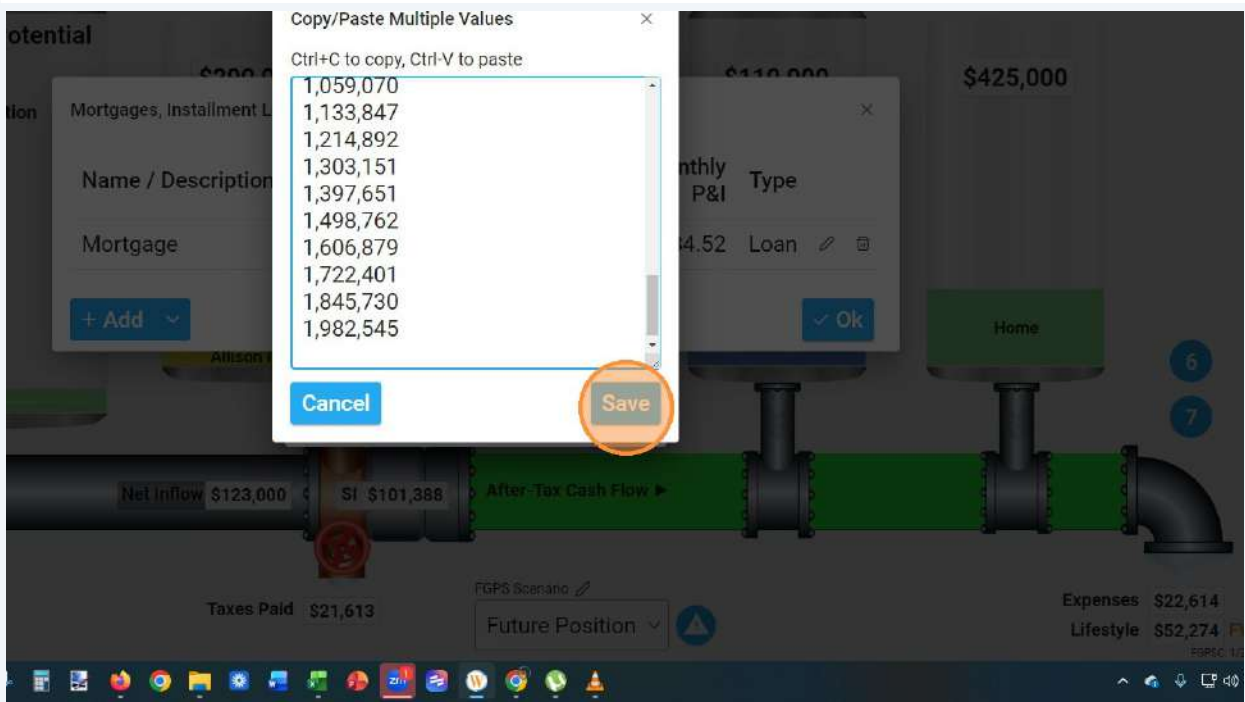 otential
Copy/Paste Multiple Values
Ctrl+C to copy, Ctrl-V to paste
$110,000
$425,000
Mortgages, Installment L
1,059,070
1,133,847
1,214,892
1,303,151
1,397,651
1,498,762
1,606,879
1,722,401
1,845,730
1,982,545
Name / Description
nthly
P&I
Type
Mortgage
4.52
Loan
+ Add
Ok
Cancel
Save
Allison
Home
6
7
Net Inflow $123,000
SI $101,388
After-Tax Cash Flow ►
Taxes Paid $21,613
FGPS Scenario
Future Position
Expenses $22,614
Lifestyle $52,274